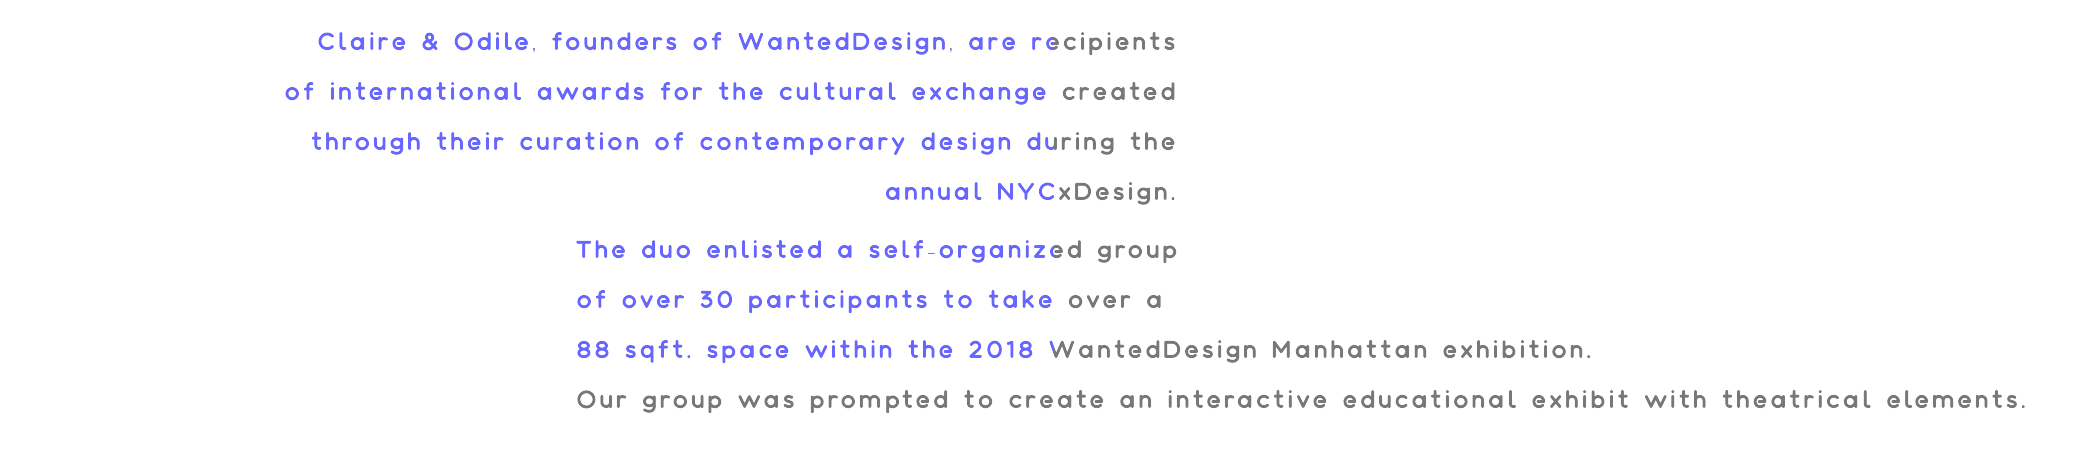 Claire & Odile, founders of WantedDesign, are recipients
of international awards for the cultural exchange created
through their curation of contemporary design during the
annual NYCxDesign.
The duo enlisted a self-organized group
of over 30 participants to take over a
88 sqft. space within the 2018 WantedDesign Manhattan exhibition.
Our group was prompted to create an interactive educational exhibit with theatrical elements.